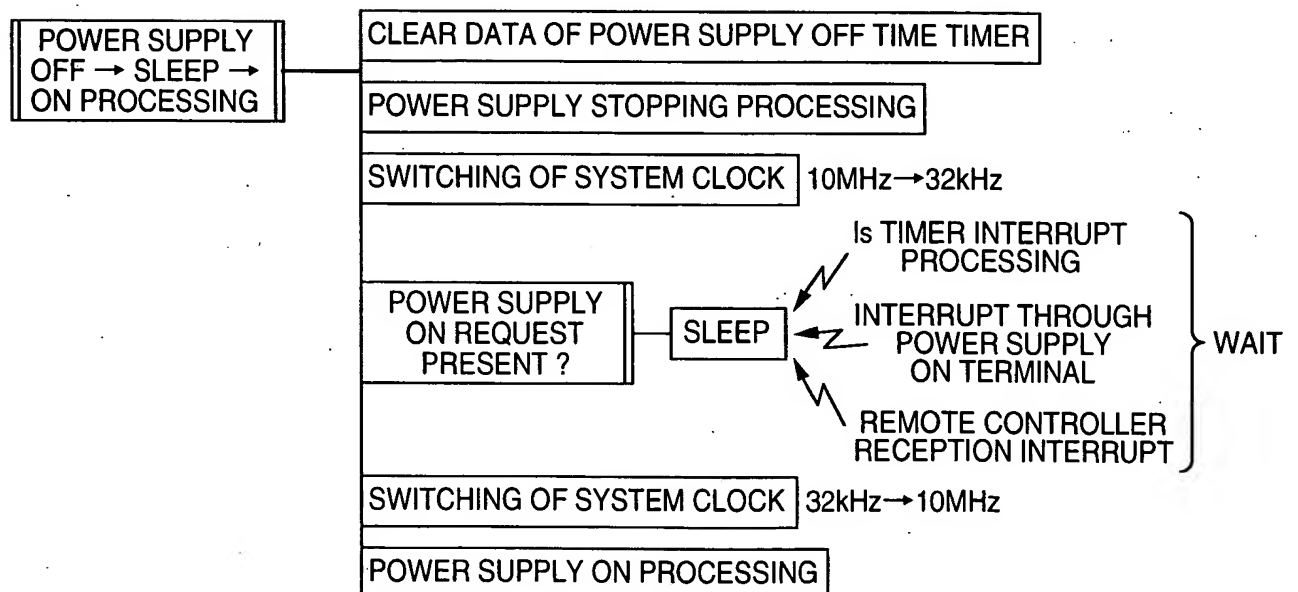 POWER SUPPLY
OFF → SLEEP →
ON PROCESSING
CLEAR DATA OF POWER SUPPLY OFF TIME TIMER
POWER SUPPLY STOPPING PROCESSING
SWITCHING OF SYSTEM CLOCK 10MHz→32kHz
POWER SUPPLY
ON REQUEST
PRESENT ?
SLEEP
Is TIMER INTERRUPT
PROCESSING
INTERRUPT THROUGH
POWER SUPPLY
ON TERMINAL
REMOTE CONTROLLER
RECEPTION INTERRUPT
WAIT
SWITCHING OF SYSTEM CLOCK 32kHz→10MHz
POWER SUPPLY ON PROCESSING